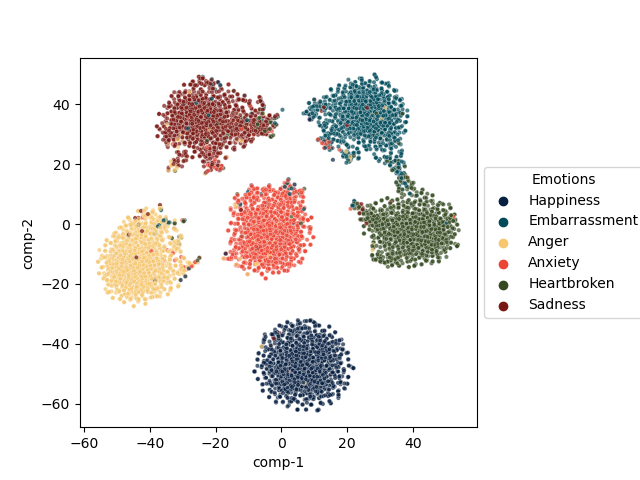 40
20
0
−20
−40
−60
comp-2
−60 −40 −20 0 20 40
comp-1
Emotions
Happiness
Embarrassment
Anger
Anxiety
Heartbroken
Sadness